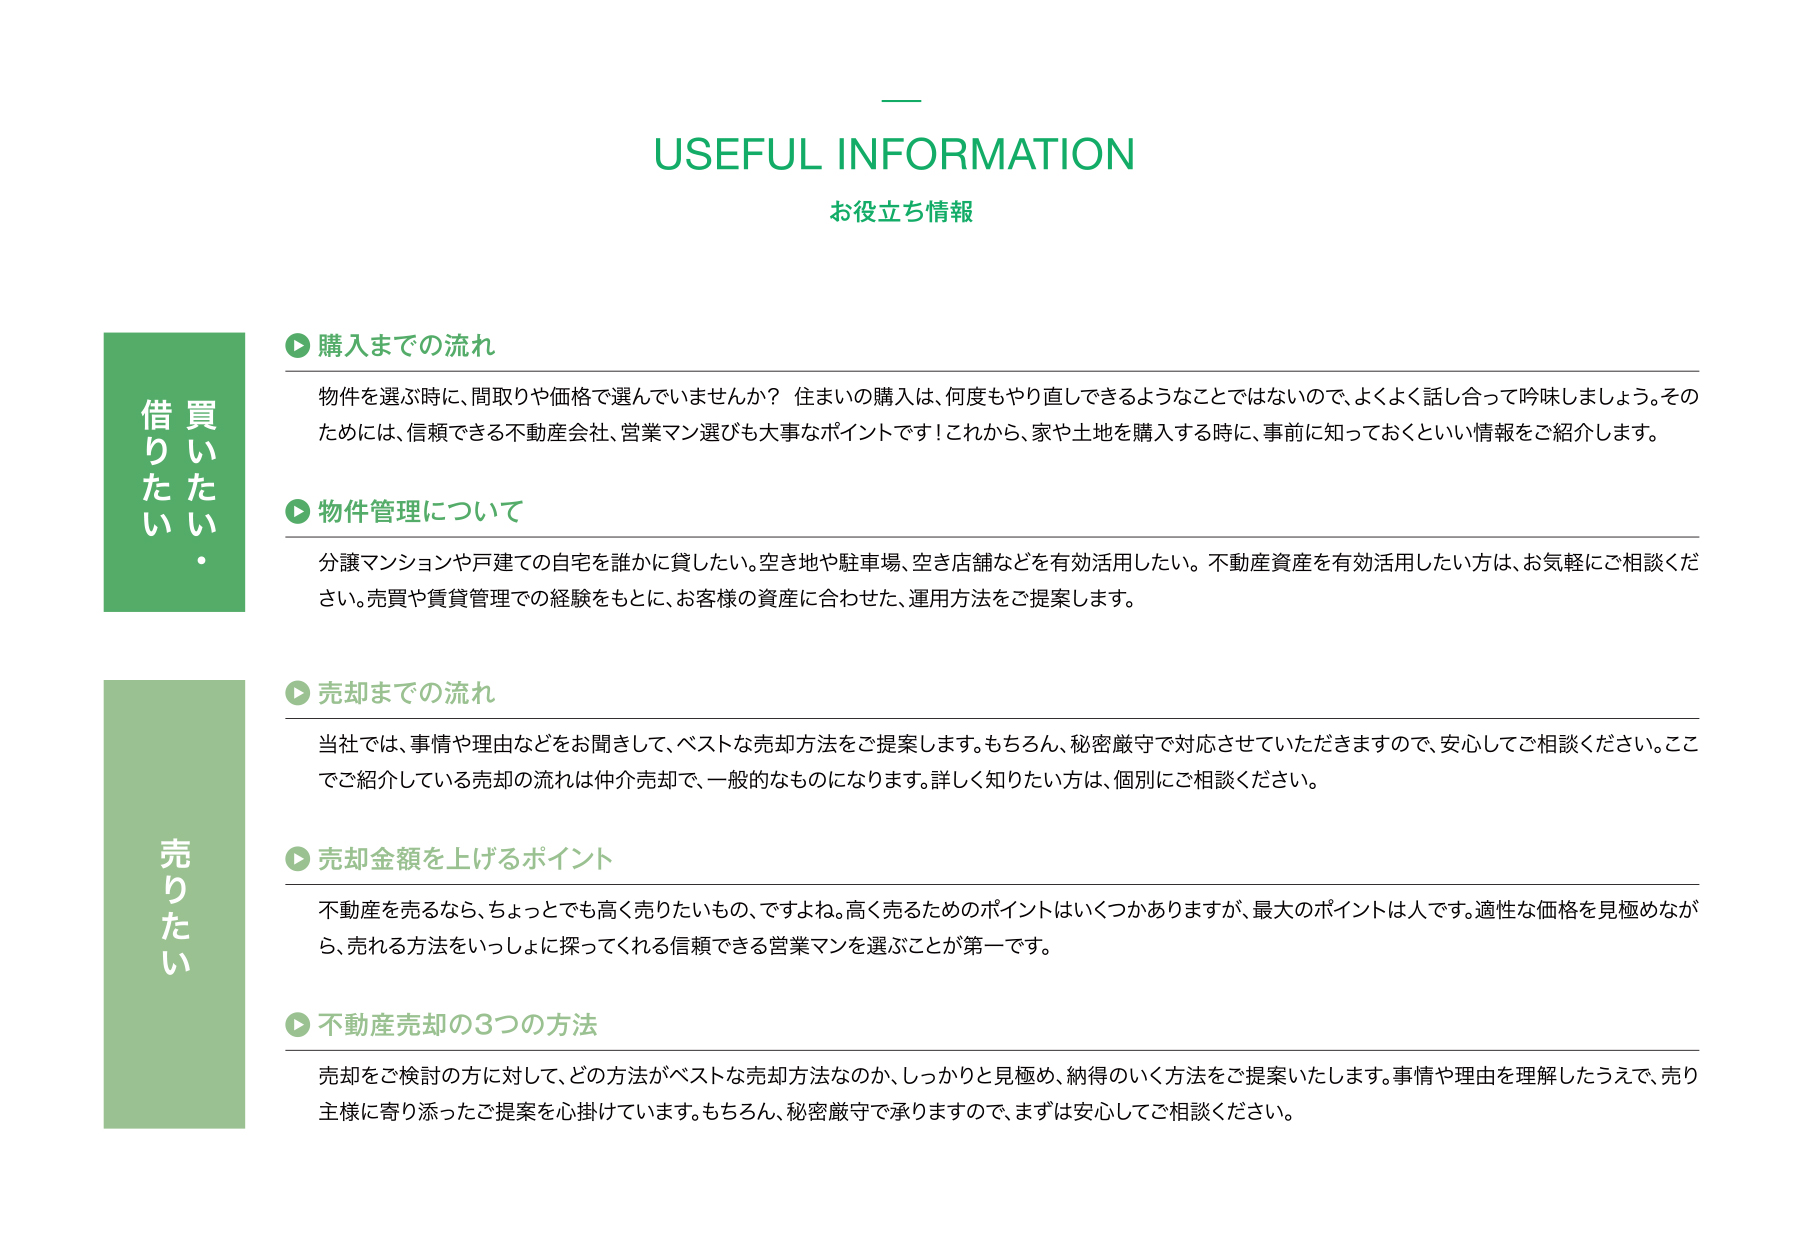 USEFUL INFORMATION
お役立ち情報
買いたい・
借りたい
購入までの流れ
物件を選ぶ時に、間取りや価格で選んでいませんか？ 住まいの購入は、何度もやり直しできるようなことではないので、よくよく話し合って吟味しましょう。その
ためには、信頼できる不動産会社、営業マン選びも大事なポイントです！これから、家や土地を購入する時に、事前に知っておくといい情報をご紹介します。
物件管理について
分譲マンションや戸建ての自宅を誰かに貸したい。空き地や駐車場、空き店舗などを有効活用したい。 不動産資産を有効活用したい方は、お気軽にご相談くだ
さい。売買や賃貸管理での経験をもとに、お客様の資産に合わせた、運用方法をご提案します。
売りたい
売却までの流れ
当社では、事情や理由などをお聞きして、ベストな売却方法をご提案します。もちろん、秘密厳守で対応させていただきますので、安心してご相談ください。ここ
でご紹介している売却の流れは仲介売却で、一般的なものになります。詳しく知りたい方は、個別にご相談ください。
売却金額を上げるポイント
不動産を売るなら、ちょっとでも高く売りたいもの、ですよね。高く売るためのポイントはいくつかありますが、最大のポイントは人です。適性な価格を見極めなが
ら、売れる方法をいっしょに探ってくれる信頼できる営業マンを選ぶことが第一です。
不動産売却の3つの方法
売却をご検討の方に対して、どの方法がベストな売却方法なのか、しっかりと見極め、納得のいく方法をご提案いたします。事情や理由を理解したうえで、売り
主様に寄り添ったご提案を心掛けています。もちろん、秘密厳守で承りますので、まずは安心してご相談ください。